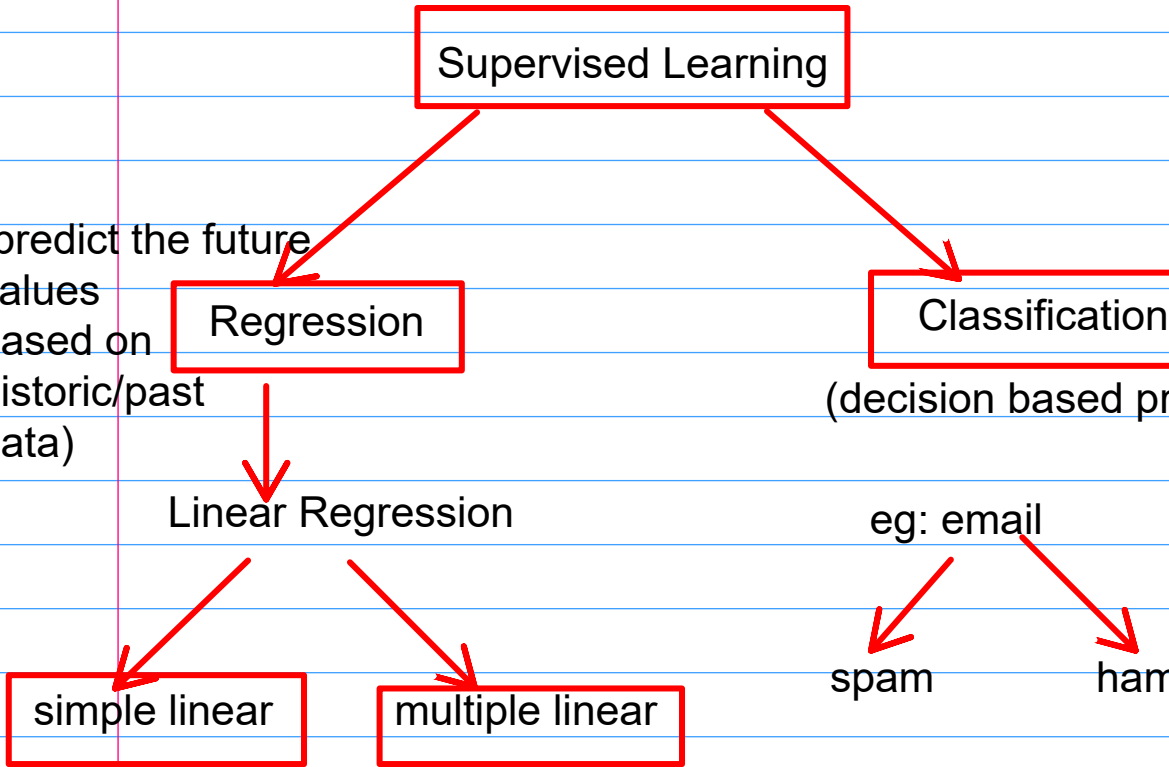 Supervised Learning
predict the future
alues
ased on
istoric/past
ata)
Regression
Classification
(decision based pr
Linear Regression
eg: email
spam
ham
simple linear
multiple linear